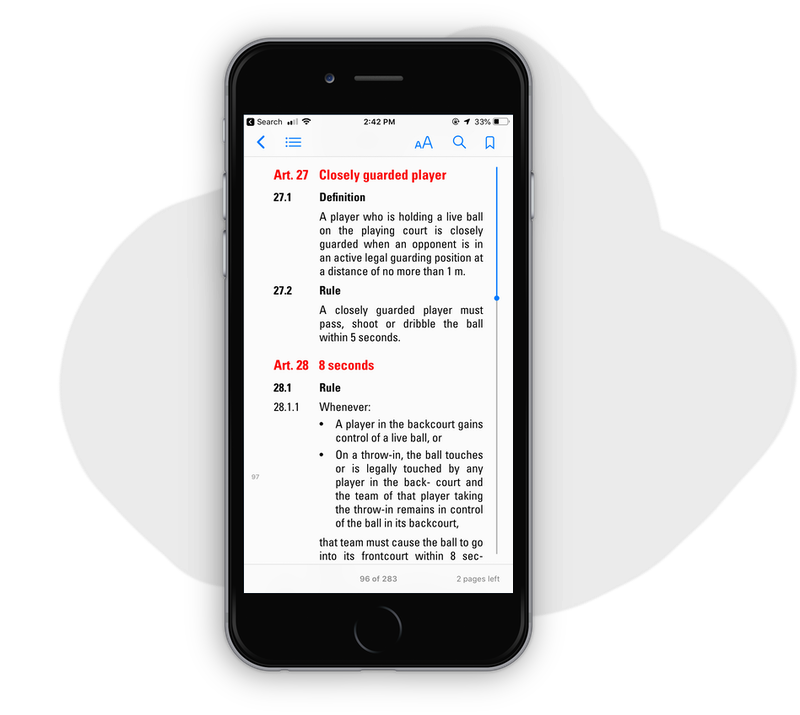 Search 2:42 PM 33%
AA
Art. 27 Closely guarded player
27.1 Definition
A player who is holding a live ball
on the playing court is closely
guarded when an opponent is in
an active legal guarding position at
a distance of no more than 1 m.
27.2 Rule
A closely guarded player must
pass, shoot or dribble the ball
within 5 seconds.
Art. 28 8 seconds
28.1 Rule
28.1.1 Whenever:
• A player in the backcourt gains
control of a live ball, or
• On a throw-in, the ball touches
or is legally touched by any
player in the back- court and
the team of that player taking
the throw-in remains in control
of the ball in its backcourt,
97
that team must cause the ball to go
into its frontcourt within 8 sec-
96 of 283 2 pages left